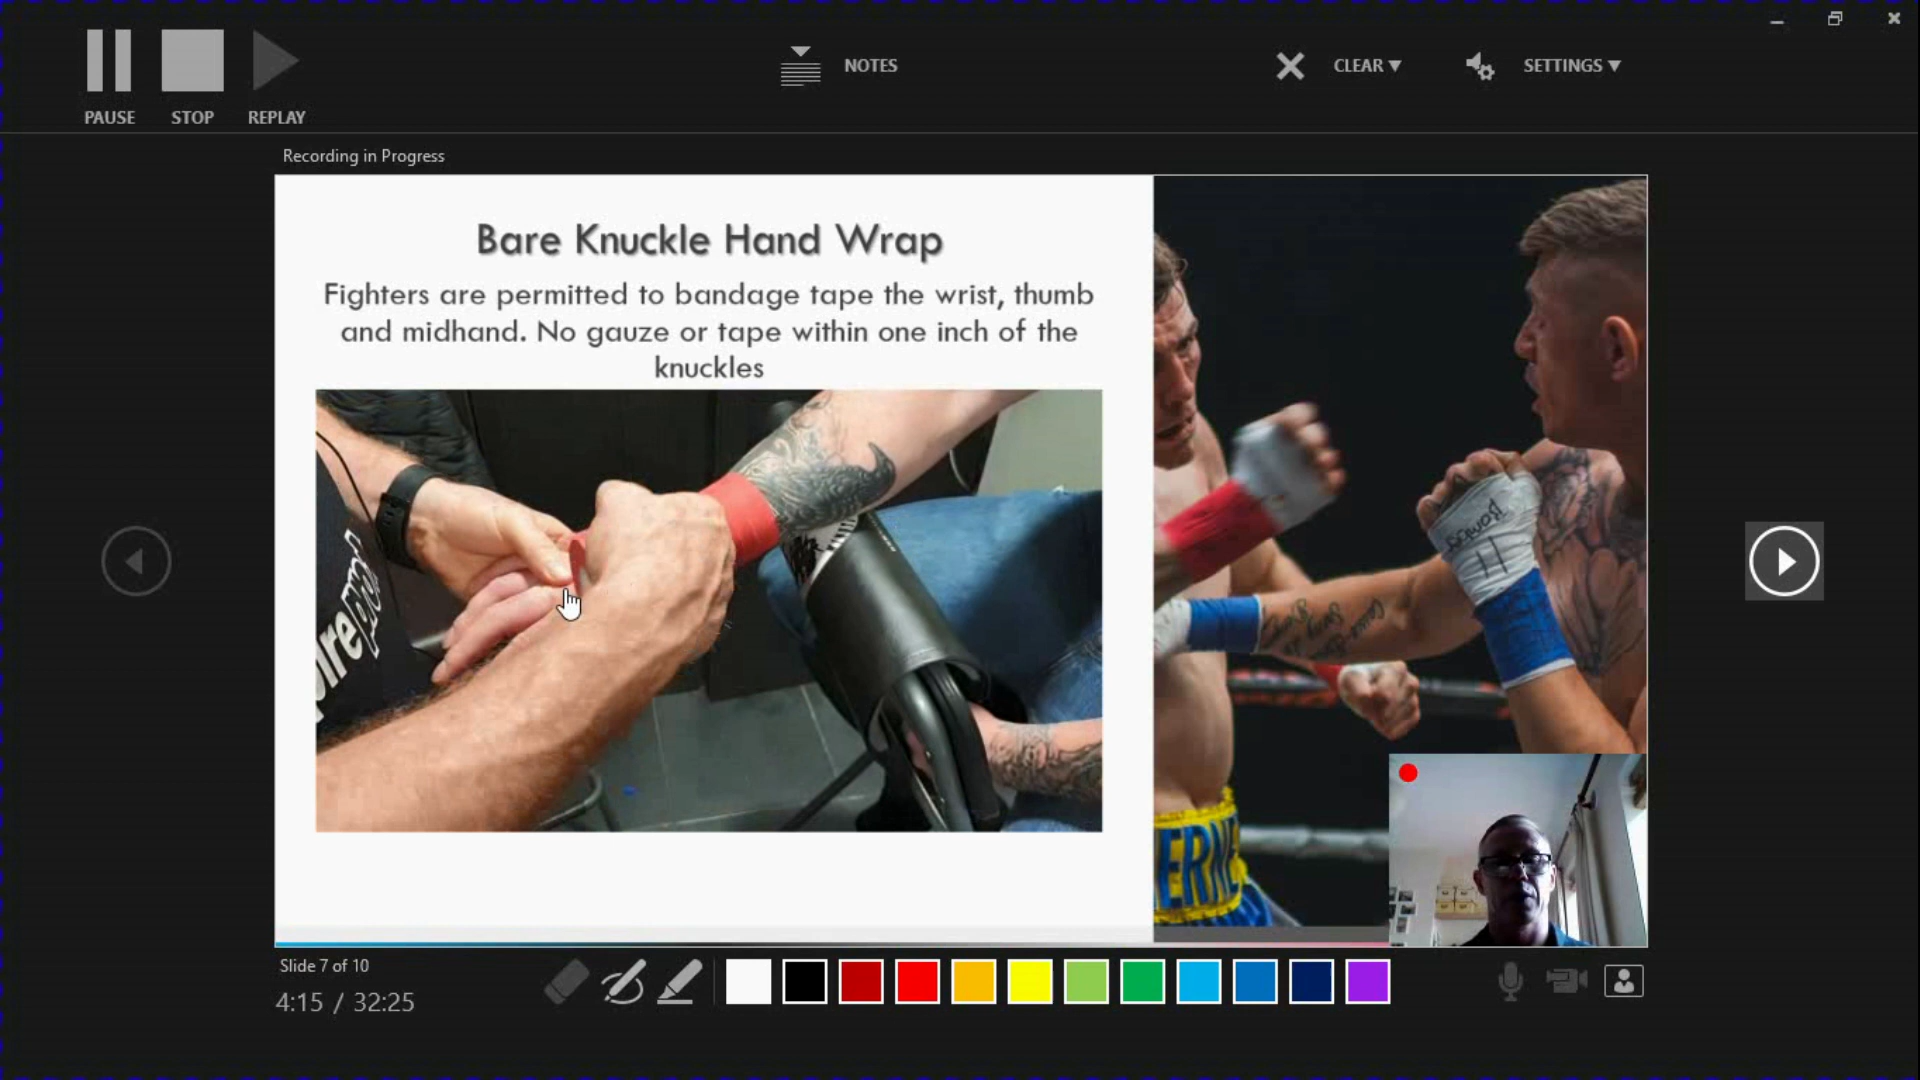 PAUSE
STOP
REPLAY
NOTES
CLEAR
SETTINGS
Recording in Progress
Bare Knuckle Hand Wrap
Fighters are permitted to bandage tape the wrist, thumb
and midhand. No gauze or tape within one inch of the
knuckles
ERNE
Slide 7 of 10
4:15 / 32:25